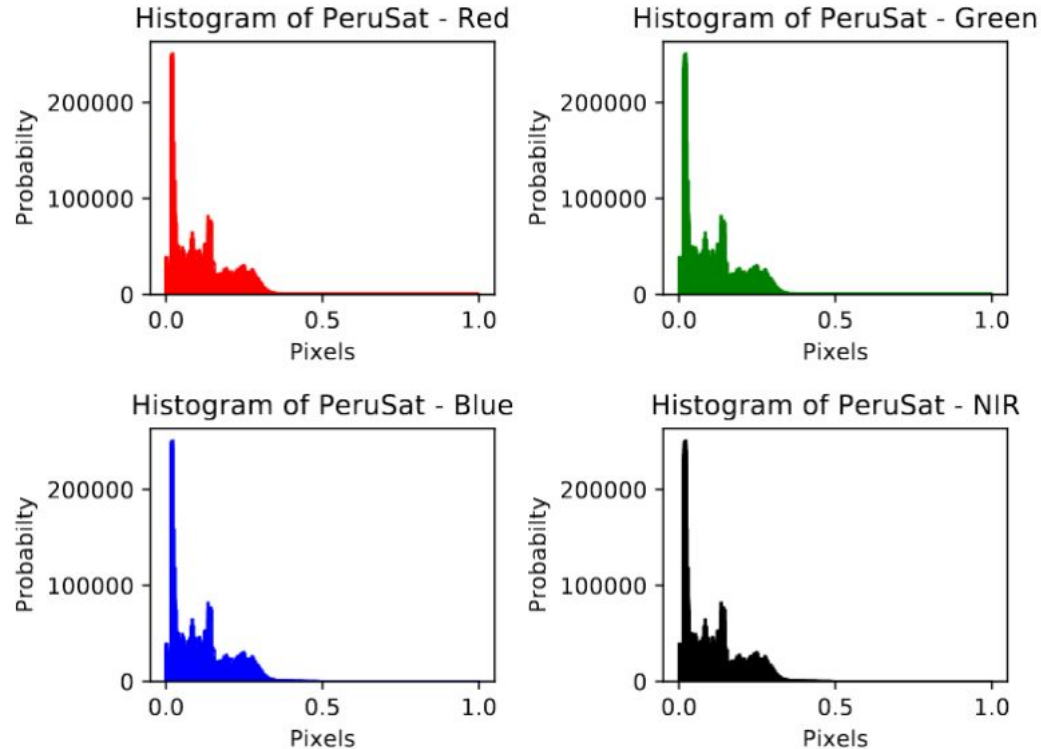 Histogram of PeruSat - Red
Probabilty
200000
100000
0
0.0 0.5 1.0
Pixels
Histogram of PeruSat - Green
Probabilty
200000
100000
0
0.0 0.5 1.0
Pixels
Histogram of PeruSat - Blue
Probabilty
200000
100000
0
0.0 0.5 1.0
Pixels
Histogram of PeruSat - NIR
Probabilty
200000
100000
0
0.0 0.5 1.0
Pixels